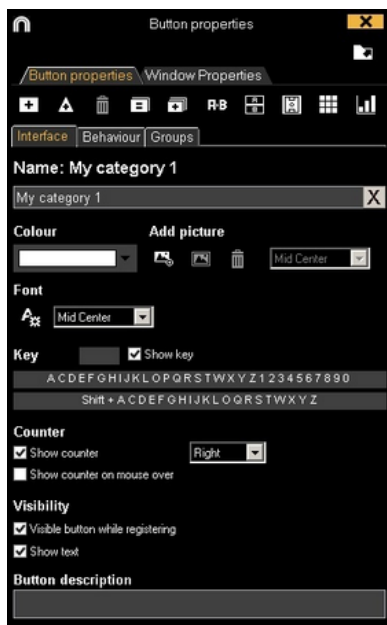 Button properties
X
Button properties Window Properties
A-B
A
B
Interface Behaviour Groups
Name: My category 1
My category 1 X
Colour Add picture
Mid Center
Font
A Mid Center
Key Show key
A C D E F G H I J K L O P Q R S T W X Y Z 1 2 3 4 5 6 7 8 9 0
Shift + A C D E F G H I J K L O Q R S T W X Y Z
Counter
Show counter Right
Show counter on mouse over
Visibility
Visible button while registering
Show text
Button description